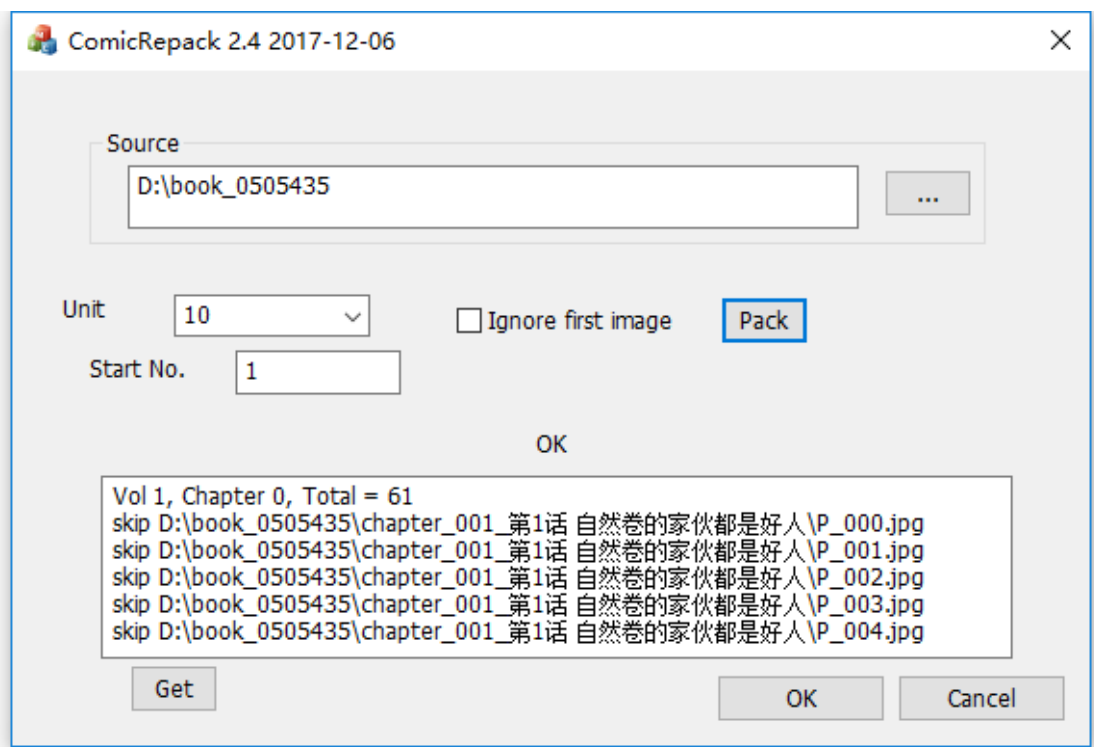 ComicRepack 2.4 2017-12-06
Source
D:\book_0505435
...
Unit
10
Ignore first image
Pack
Start No.
1
OK
Vol 1, Chapter 0, Total = 61
skip D:\book_0505435\chapter_001_第1话 自然卷的家伙都是好人\P_000.jpg
skip D:\book_0505435\chapter_001_第1话 自然卷的家伙都是好人\P_001.jpg
skip D:\book_0505435\chapter_001_第1话 自然卷的家伙都是好人\P_002.jpg
skip D:\book_0505435\chapter_001_第1话 自然卷的家伙都是好人\P_003.jpg
skip D:\book_0505435\chapter_001_第1话 自然卷的家伙都是好人\P_004.jpg
Get
OK
Cancel